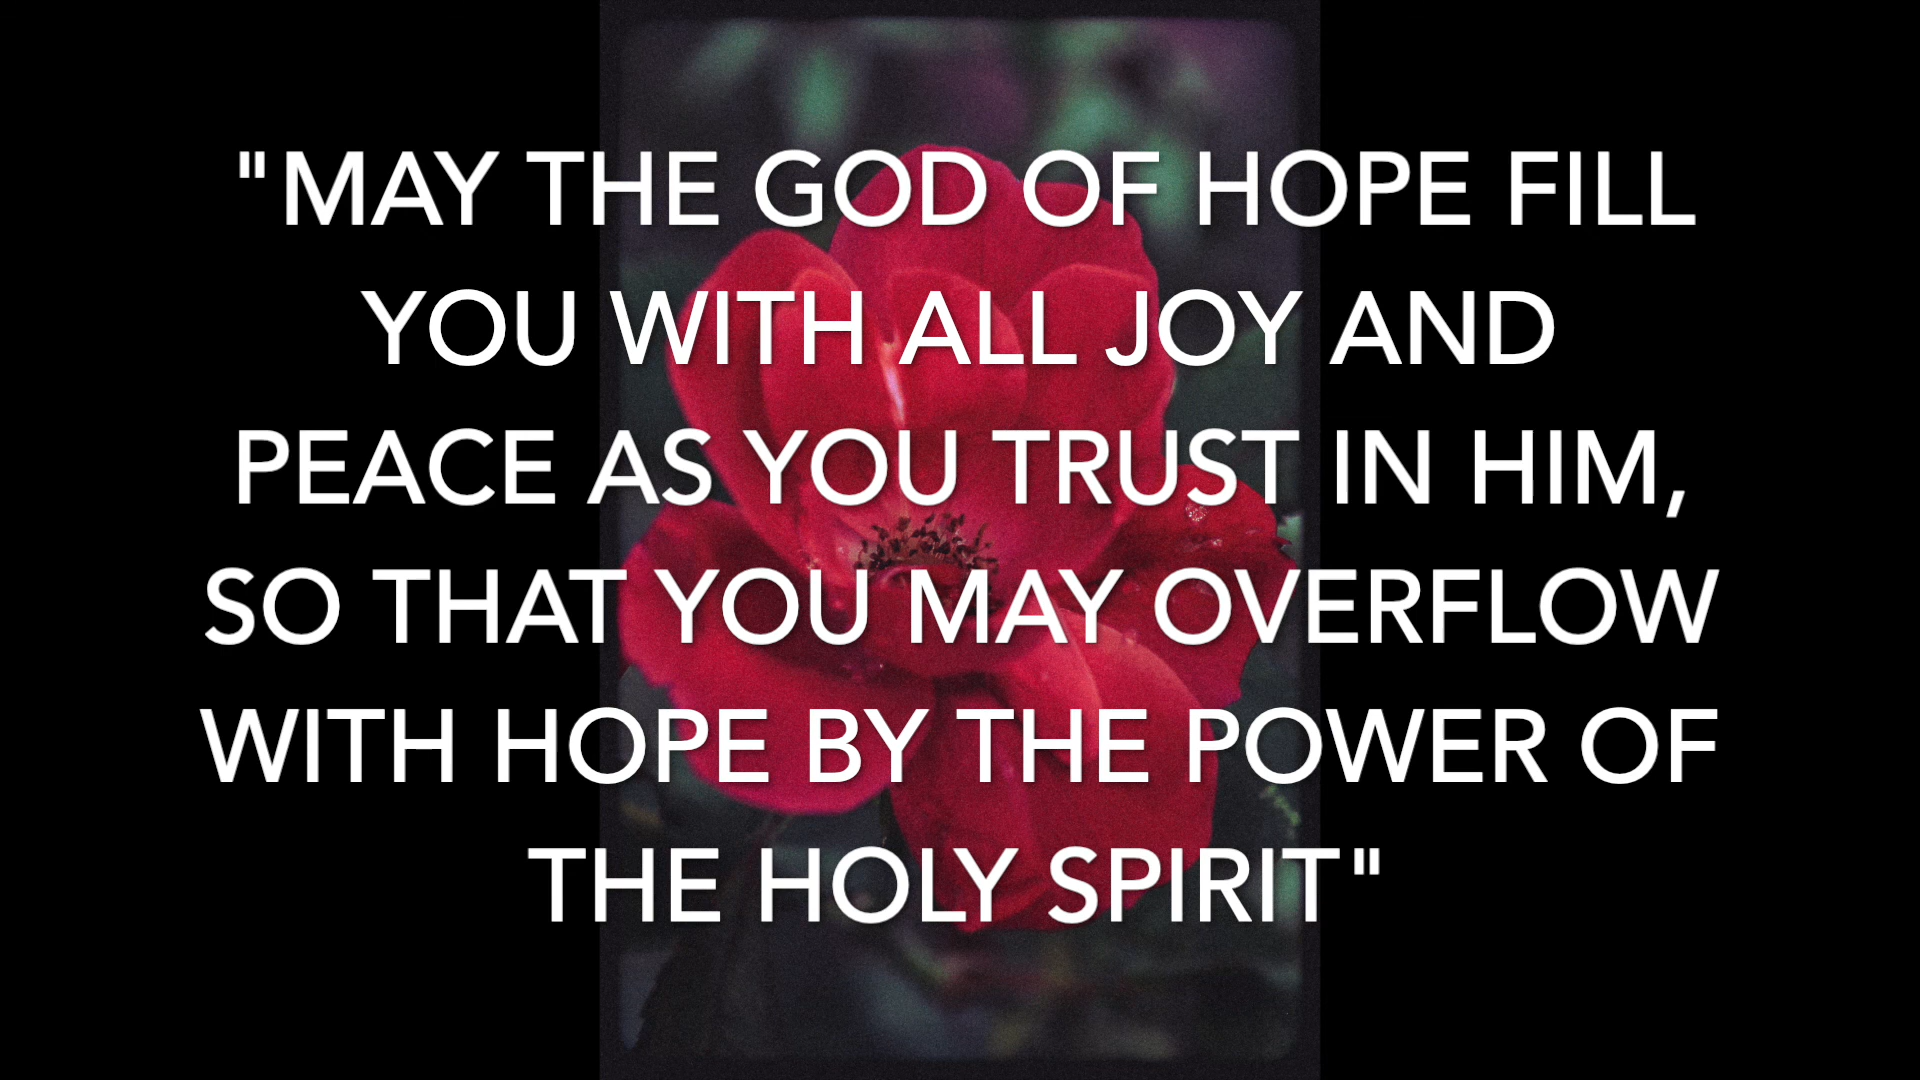 "MAY THE GOD OF HOPE FILL
YOU WITH ALL JOY AND
PEACE AS YOU TRUST IN HIM,
SO THAT YOU MAY OVERFLOW
WITH HOPE BY THE POWER OF
THE HOLY SPIRIT"